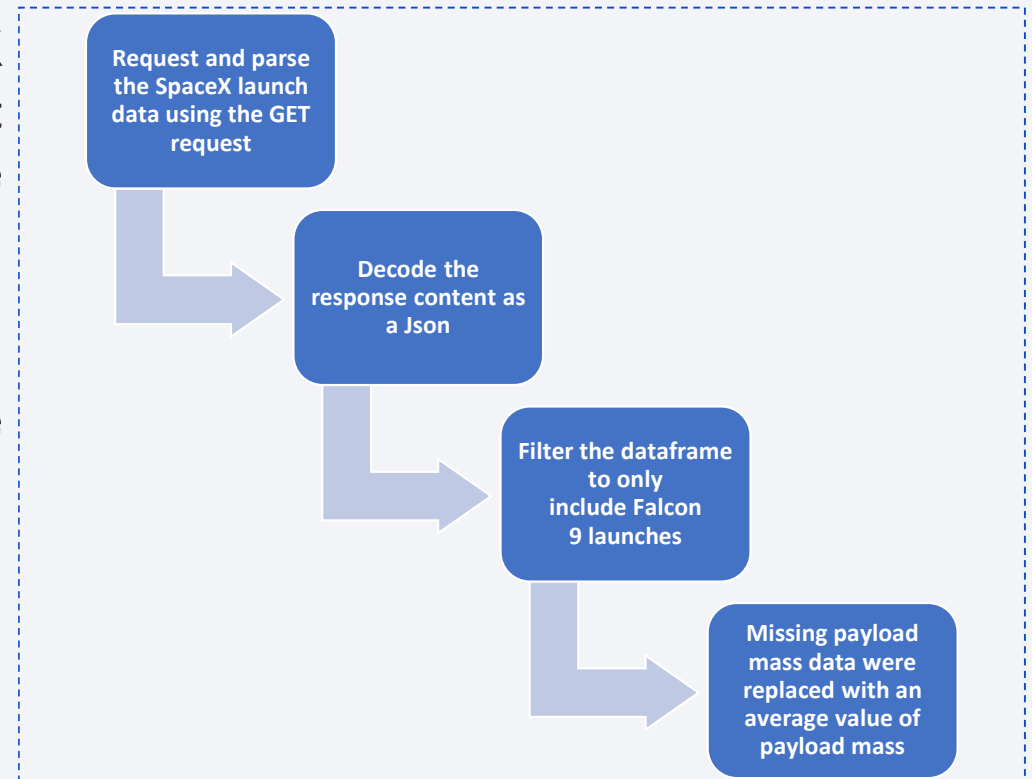 Request and parse
the SpaceX launch
data using the GET
request
Decode the
response content as
a Json
Filter the dataframe
to only
include Falcon
9 launches
Missing payload
mass data were
replaced with an
average value of
payload mass